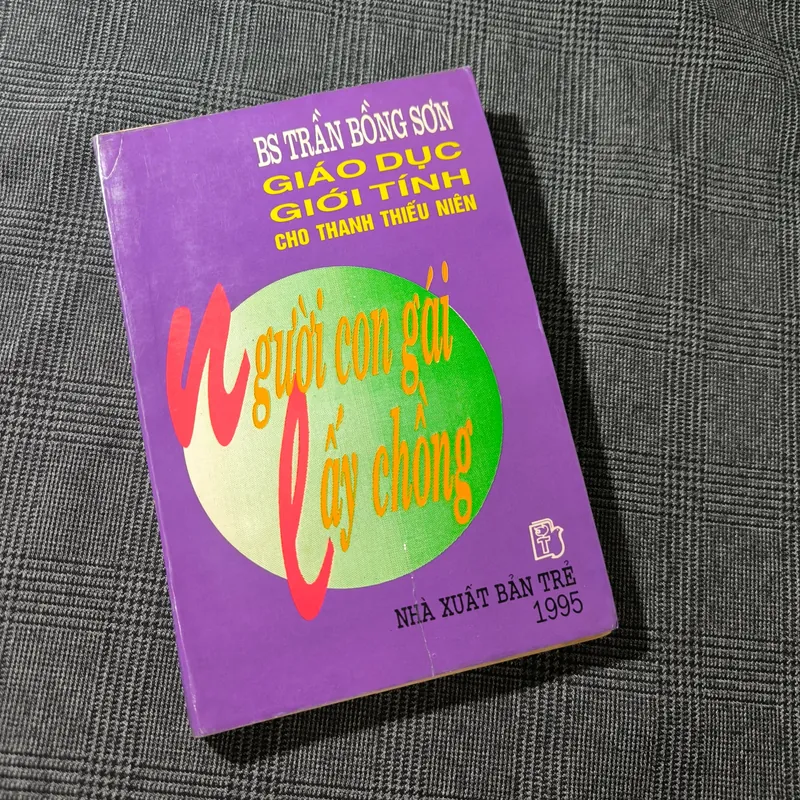 BS TRẦN BỒNG SƠN
GIÁO DỤC
GIỚI TÍNH
CHO THANH THIẾU NIÊN
người con gái
lấy chồng
NHÀ XUẤT BẢN TRẺ
1995